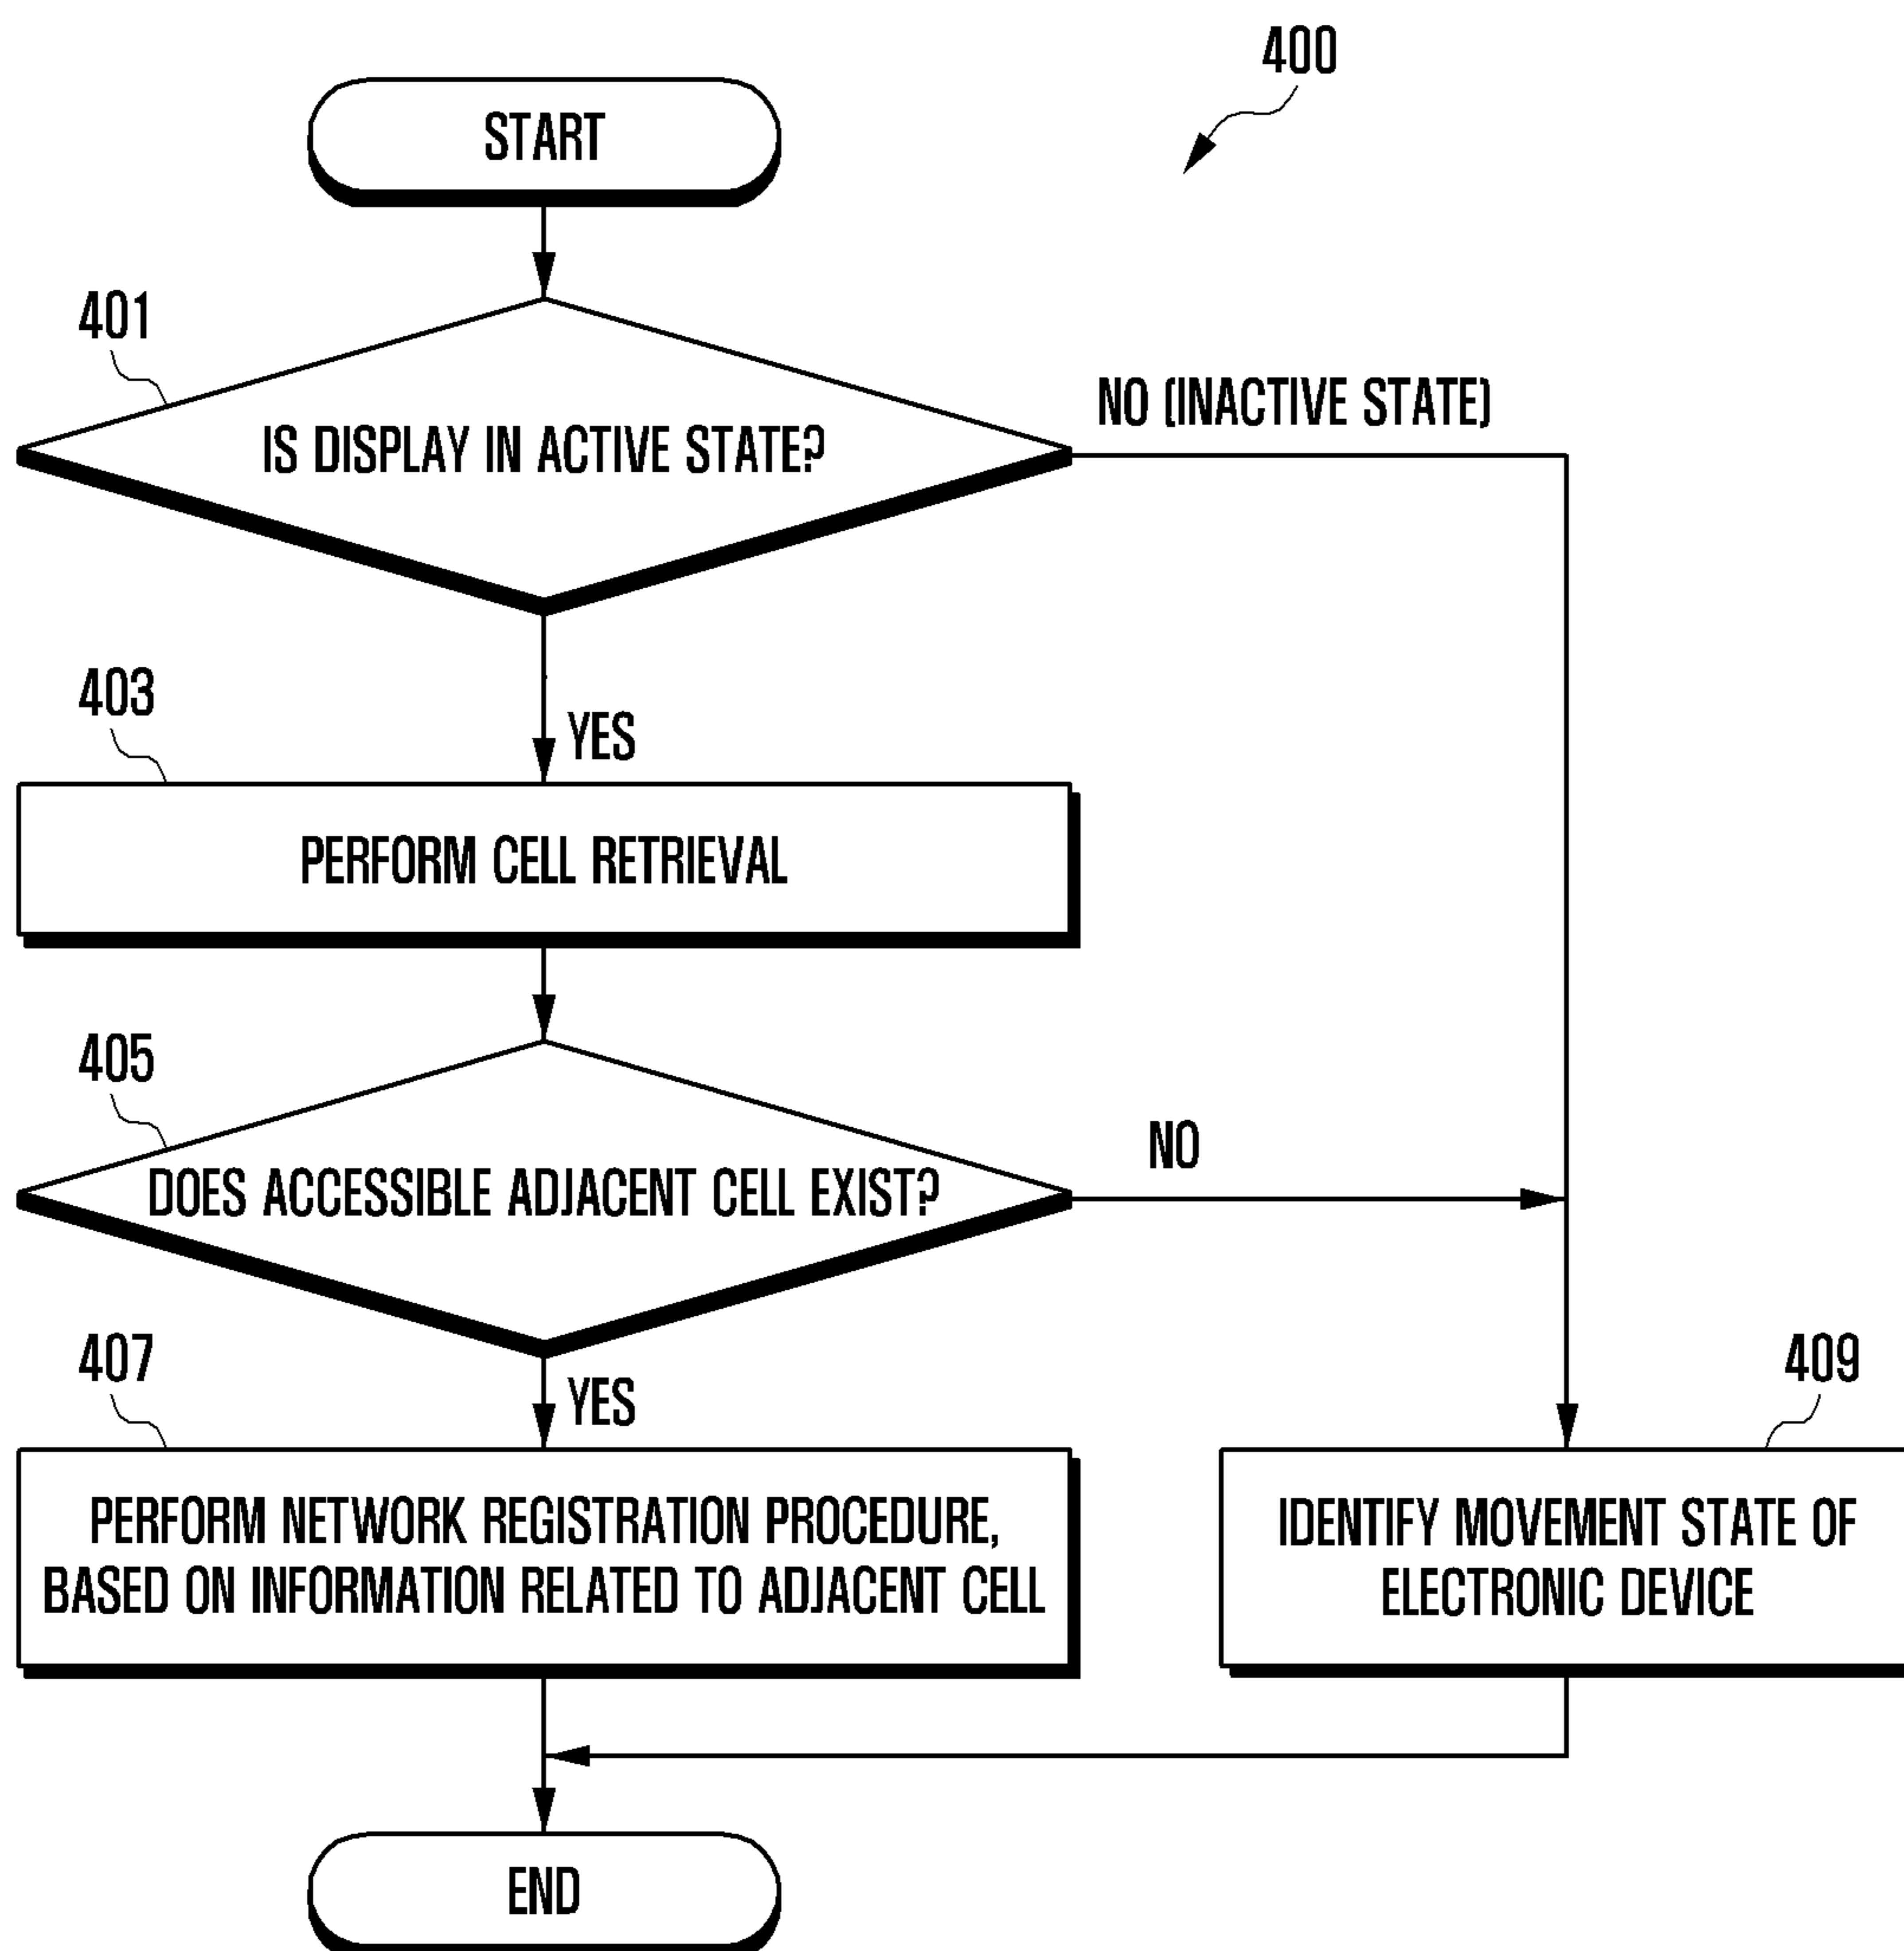 400
START
401
IS DISPLAY IN ACTIVE STATE?
NO (INACTIVE STATE)
403
YES
PERFORM CELL RETRIEVAL
405
DOES ACCESSIBLE ADJACENT CELL EXIST?
NO
407
YES
409
PERFORM NETWORK REGISTRATION PROCEDURE,
BASED ON INFORMATION RELATED TO ADJACENT CELL
IDENTIFY MOVEMENT STATE OF
ELECTRONIC DEVICE
END